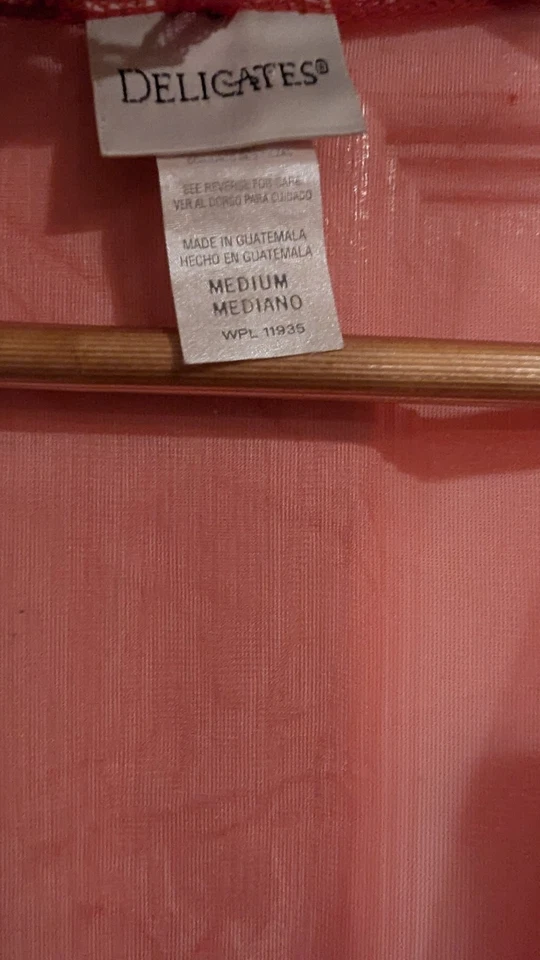 DELICATES®
SEE REVERSE FOR CARE
VER AL DORSO PARA CUIDADO
MADE IN GUATEMALA
HECHO EN GUATEMALA
MEDIUM
MEDIANO
WPL 11935